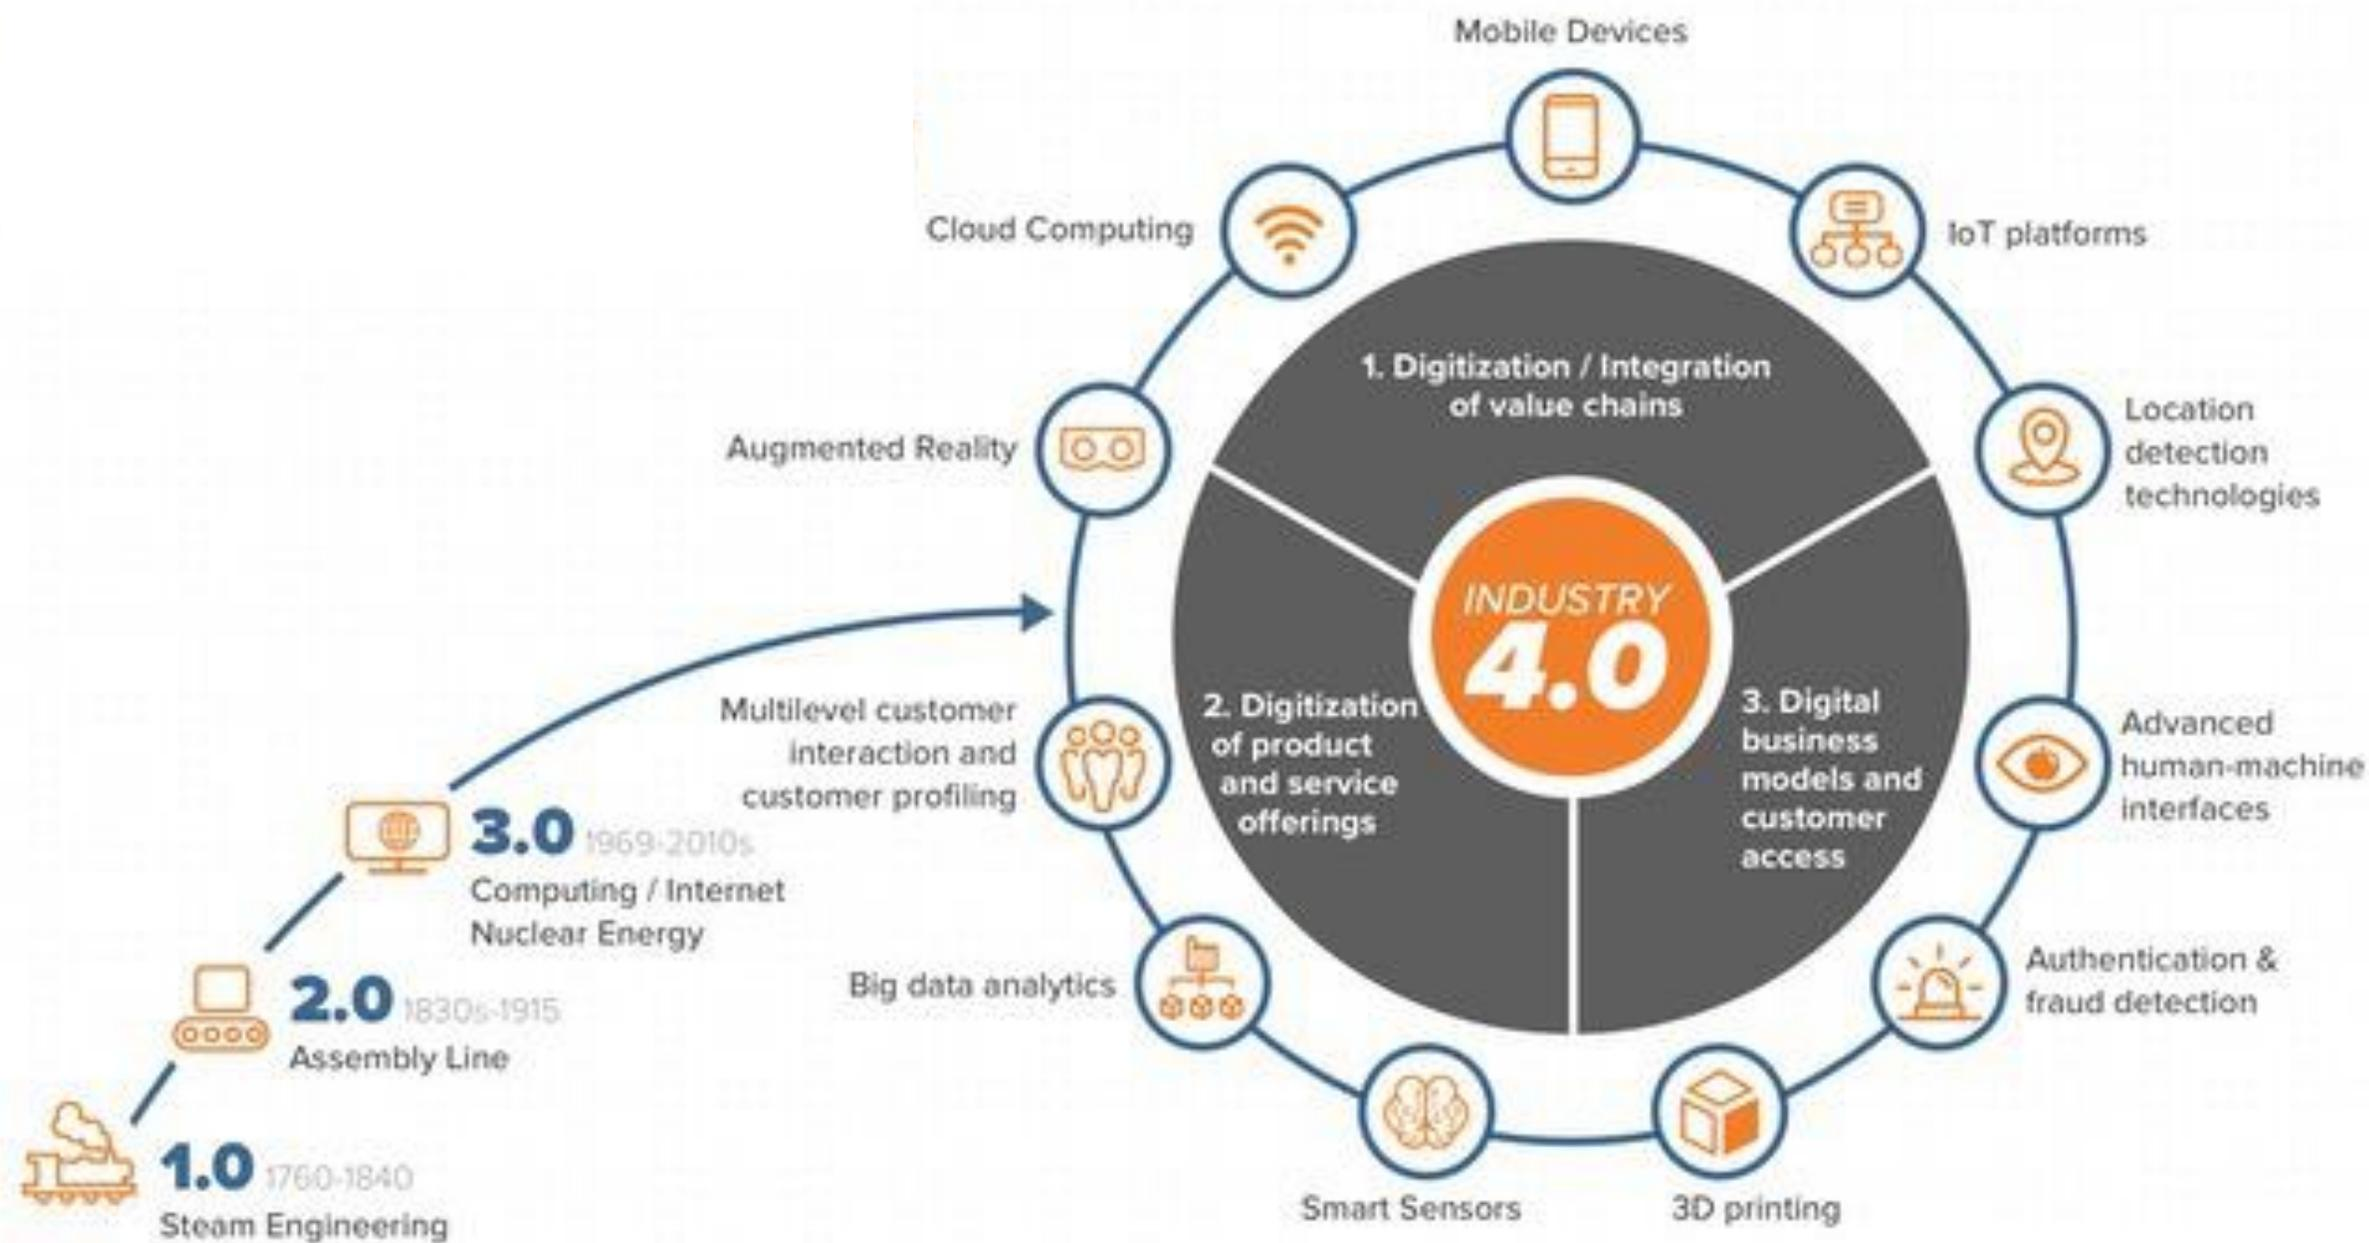 Mobile Devices
Cloud Computing
IoT platforms
1. Digitization / Integration
of value chains
Augmented Reality
Location
detection
technologies
INDUSTRY
4.0
Multilevel customer
interaction and
customer profiling
2. Digitization
of product
and service
offerings
3. Digital
business
models and
customer
access
Advanced
human-machine
interfaces
3.0 1969-2010s
Computing / Internet
Nuclear Energy
Big data analytics
Authentication &
fraud detection
2.0 1830s-1915
Assembly Line
1.0 1760-1840
Steam Engineering
Smart Sensors
3D printing